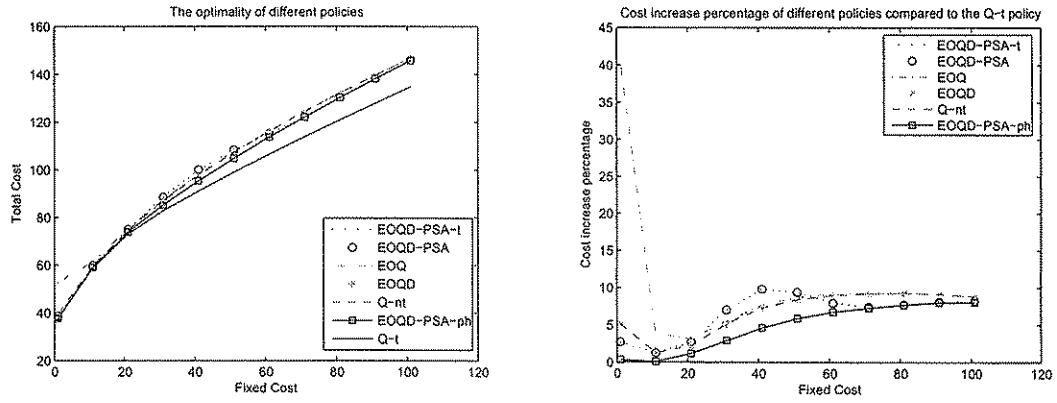 The optimality of different policies
160
140
120
100
80
60
40
20
0
20
40
60
80
100
120
Total Cost
Fixed Cost
EOQD-PSA-t
EOQD-PSA
EOQ
EOQD
Q-nt
EOQD-PSA-ph
Q-t
Cost increase percentage of different policies compared to the Q-t policy
45
40
35
30
25
20
15
10
5
0
0
20
40
60
80
100
120
Cost increase percentage
Fixed Cost
EOQD-PSA-t
EOQD-PSA
EOQ
EOQD
Q-nt
EOQD-PSA-ph